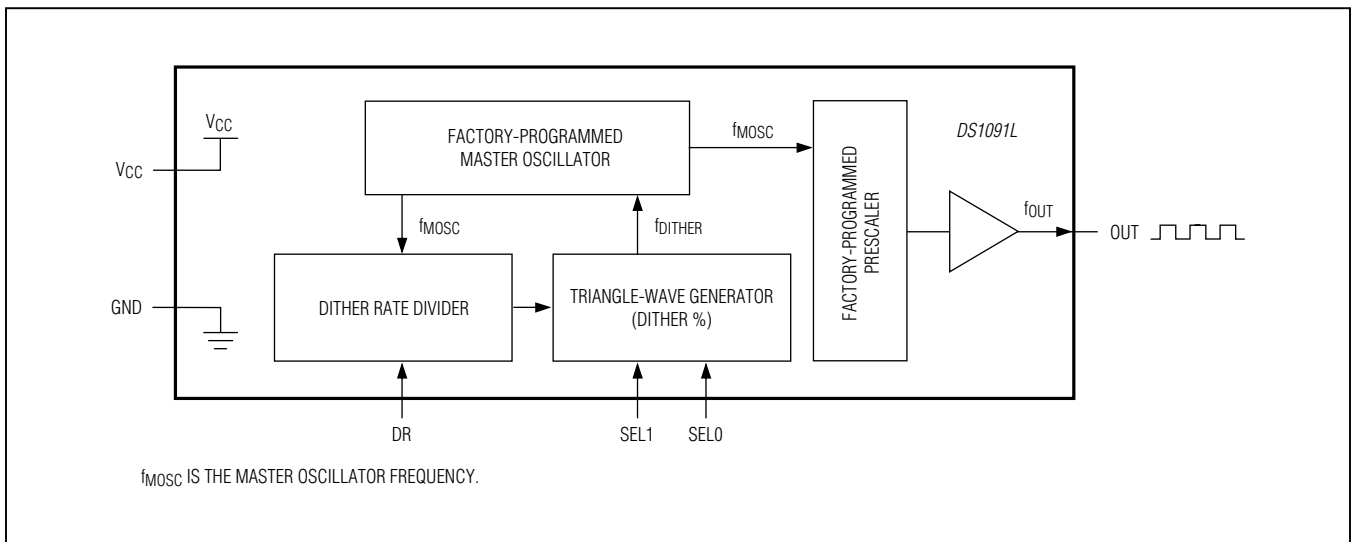 FACTORY-PROGRAMMED
MASTER OSCILLATOR
fMOSC
DS1091L
VCC
VCC
FACTORY-PROGRAMMED
PRESCALER
fOUT
OUT
fMOSC
fDITHER
GND
DITHER RATE DIVIDER
TRIANGLE-WAVE GENERATOR
(DITHER %)
DR
SEL1
SEL0
fMOSC IS THE MASTER OSCILLATOR FREQUENCY.